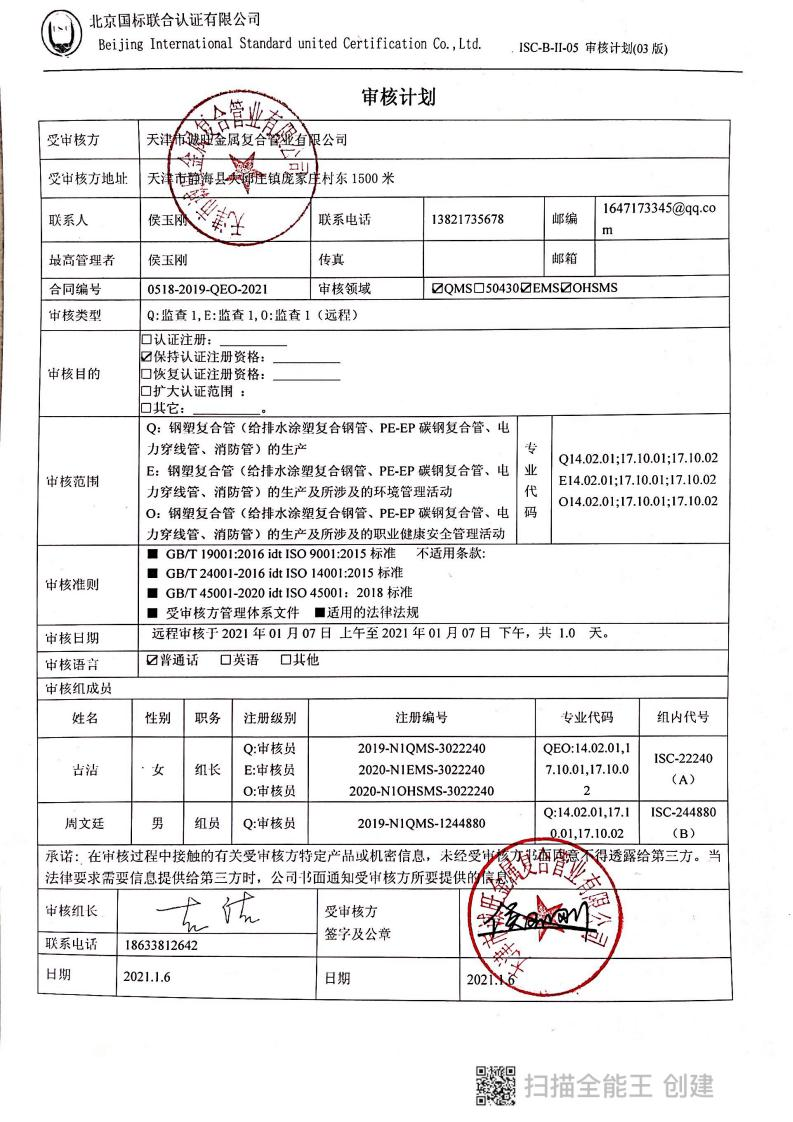 北京国标联合认证有限公司
Beijing International Standard united Certification Co.,Ltd.
ISC-B-II-05 审核计划(03 版)
审核计划
受审核方 天津市诚旺金属复合管业有限公司
受审核方地址 天津市静海县大邱庄镇庞家庄村东 1500 米
联系人 侯玉刚 联系电话 13821735678 邮编 1647173345@qq.co
m
最高管理者 侯玉刚 传真 邮箱
合同编号 0518-2019-QEO-2021 审核领域 ☑QMS□50430☑EMS☑OHSMS
审核类型 Q:监查 1,E:监查 1,O:监查 1（远程）
审核目的
□认证注册：
☑保持认证注册资格：
□恢复认证注册资格：
□扩大认证范围 ：
□其它：。
审核范围
Q：钢塑复合管（给排水涂塑复合钢管、PE-EP 碳钢复合管、电
力穿线管、消防管）的生产
E：钢塑复合管（给排水涂塑复合钢管、PE-EP 碳钢复合管、电
力穿线管、消防管）的生产及所涉及的环境管理活动
O：钢塑复合管（给排水涂塑复合钢管、PE-EP 碳钢复合管、电
力穿线管、消防管）的生产及所涉及的职业健康安全管理活动
专
业
代
码
Q14.02.01;17.10.01;17.10.02
E14.02.01;17.10.01;17.10.02
O14.02.01;17.10.01;17.10.02
审核准则
■ GB/T 19001:2016 idt ISO 9001:2015 标准 不适用条款:
■ GB/T 24001-2016 idt ISO 14001:2015 标准
■ GB/T 45001-2020 idt ISO 45001：2018 标准
■ 受审核方管理体系文件 ■适用的法律法规
审核日期 远程审核于 2021 年 01 月 07 日 上午至 2021 年 01 月 07 日 下午，共 1.0 天。
审核语言 ☑普通话 □英语 □其他
审核组成员
姓名 性别 职务 注册级别 注册编号 专业代码 组内代号
吉洁 女 组长
Q:审核员
E:审核员
O:审核员
2019-N1QMS-3022240
2020-N1EMS-3022240
2020-N1OHSMS-3022240
QEO:14.02.01,1
7.10.01,17.10.0
2
ISC-22240
（A）
周文廷 男 组员 Q:审核员 2019-N1QMS-1244880
Q:14.02.01,17.1
0.01,17.10.02
ISC-244880
（B）
承诺：在审核过程中接触的有关受审核方特定产品或机密信息，未经受审核方书面同意不得透露给第三方。当
法律要求需要信息提供给第三方时，公司书面通知受审核方所要提供的信息
审核组长 吉洁
受审核方
签字及公章
侯玉刚
联系电话 18633812642
日期 2021.1.6 日期 2021.1.6
扫描全能王 创建